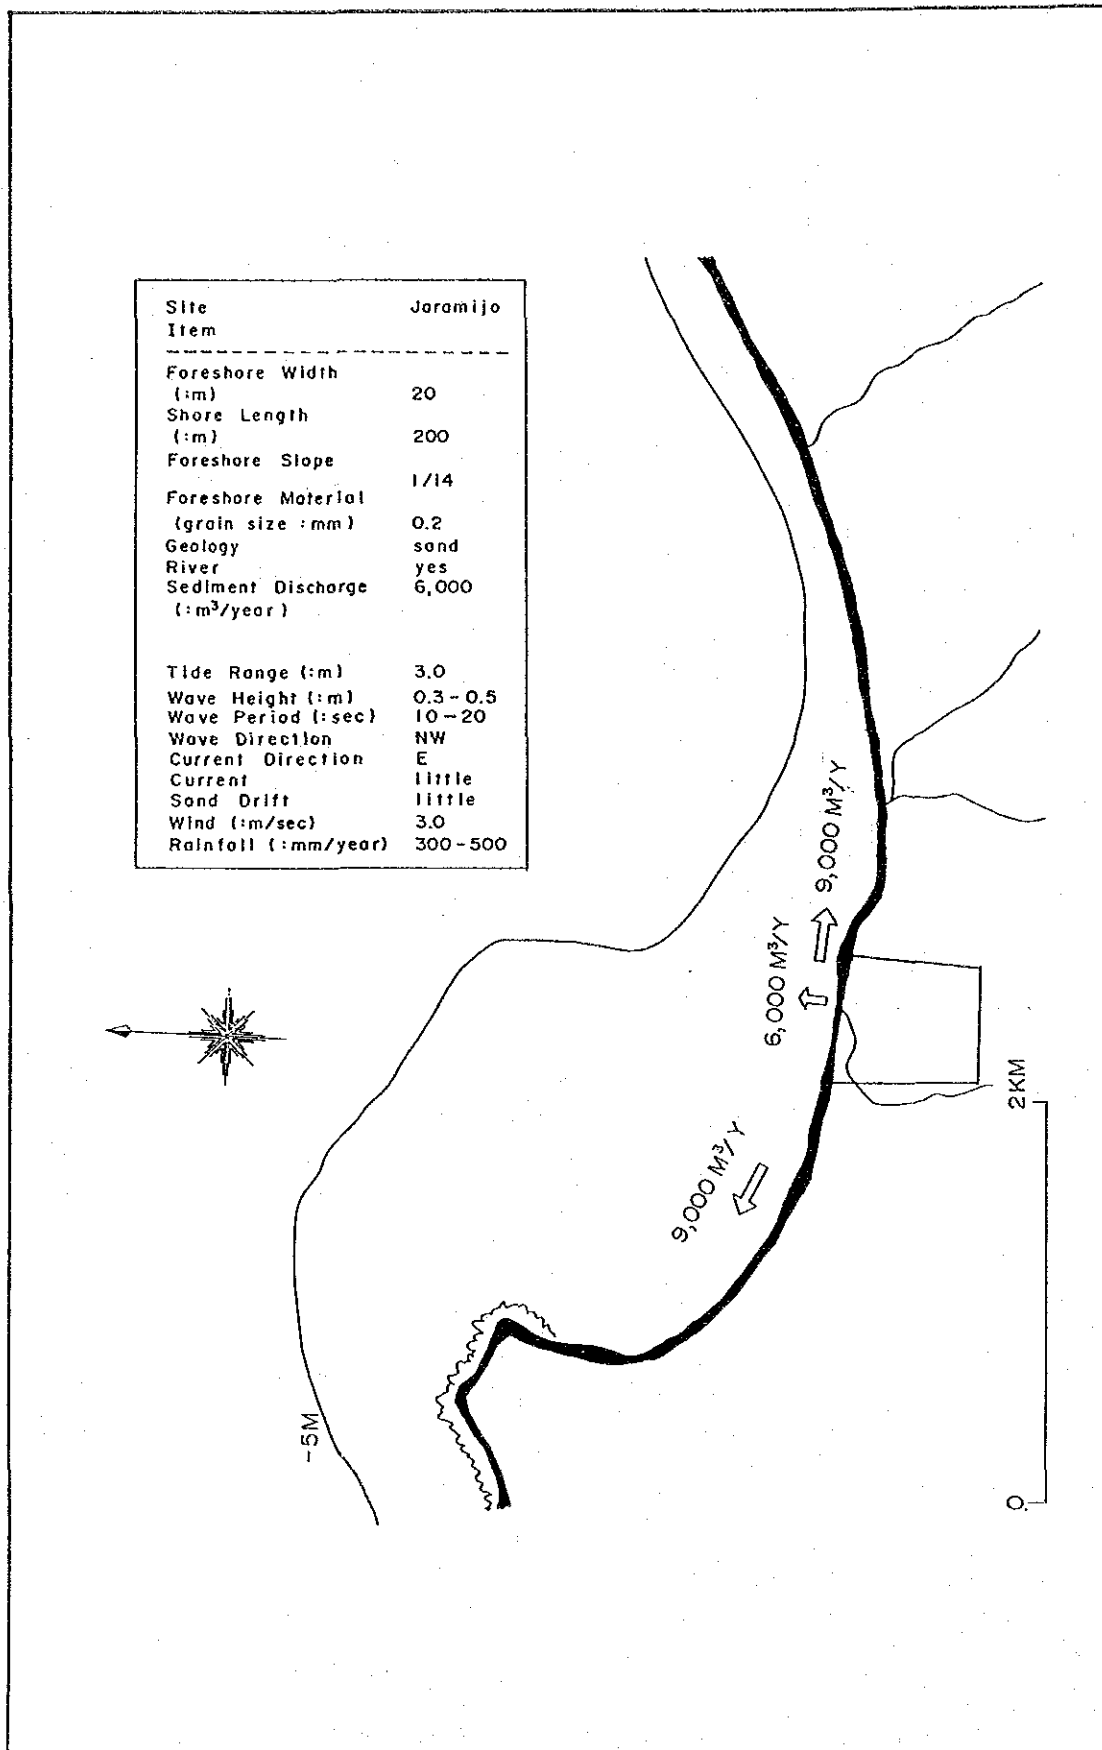 Site Jaramijo
Item
Foreshore Width
(:m) 20
Shore Length
(:m) 200
Foreshore Slope
1/14
Foreshore Material
(grain size :mm) 0.2
Geology sand
River yes
Sediment Discharge 6,000
(:m³/year)
Tide Range (:m) 3.0
Wave Height (:m) 0.3-0.5
Wave Period (:sec) 10-20
Wave Direction NW
Current Direction E
Current little
Sand Drift little
Wind (:m/sec) 3.0
Rainfall (:mm/year) 300-500
9,000 M³/Y
6,000 M³/Y
9,000 M³/Y
-5M
0
2KM